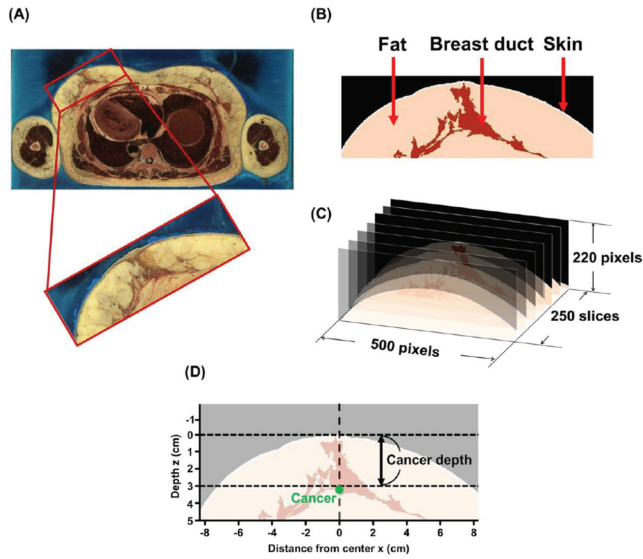 (A)
(B)
Fat Breast duct Skin
(C)
220 pixels
250 slices
500 pixels
(D)
Depth z (cm)
-1
0
1
2
3
4
5
Cancer depth
Cancer
-8 -6 -4 -2 0 2 4 6 8
Distance from center x (cm)